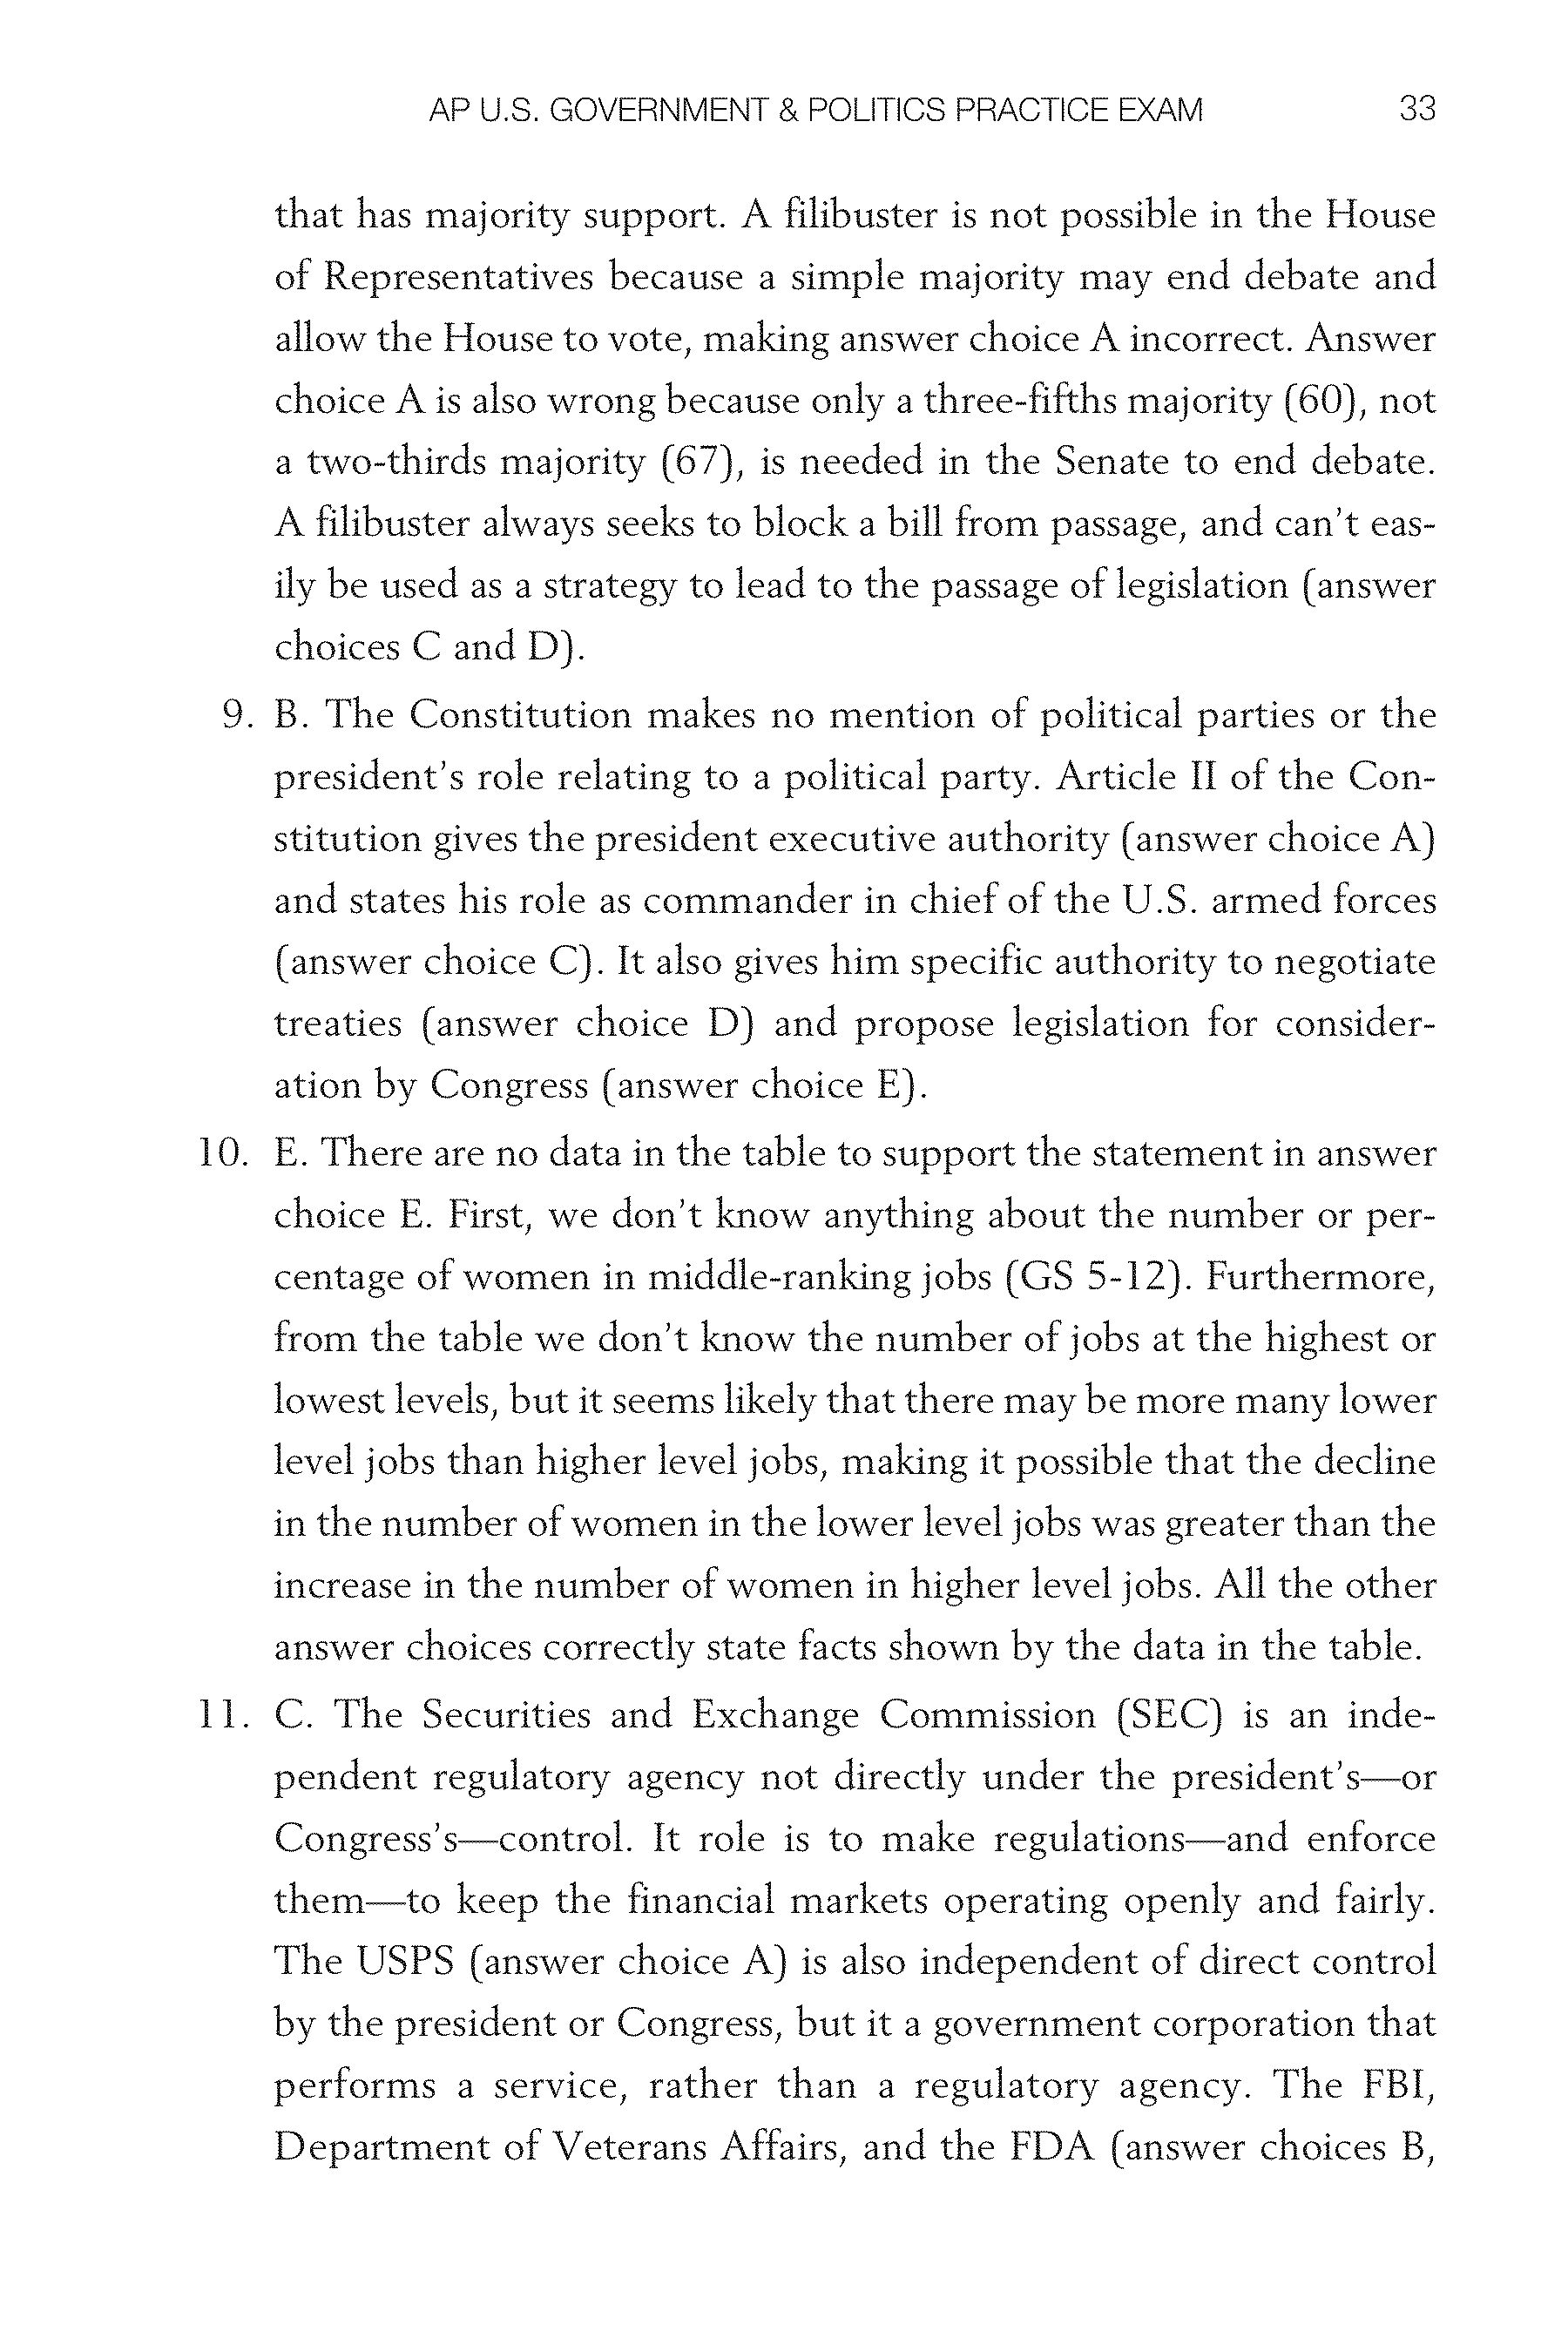 AP U.S. GOVERNMENT & POLITICS PRACTICE EXAM 33
that has majority support. A filibuster is not possible in the House
of Representatives because a simple majority may end debate and
allow the House to vote, making answer choice A incorrect. Answer
choice A is also wrong because only a three-fifths majority (60), not
a two-thirds majority (67), is needed in the Senate to end debate.
A filibuster always seeks to block a bill from passage, and can’t eas-
ily be used as a strategy to lead to the passage of legislation (answer
choices C and D).
9. B. The Constitution makes no mention of political parties or the
president’s role relating to a political party. Article II of the Con-
stitution gives the president executive authority (answer choice A)
and states his role as commander in chief of the U.S. armed forces
(answer choice C). It also gives him specific authority to negotiate
treaties (answer choice D) and propose legislation for consider-
ation by Congress (answer choice E).
10. E. There are no data in the table to support the statement in answer
choice E. First, we don’t know anything about the number or per-
centage of women in middle-ranking jobs (GS 5-12). Furthermore,
from the table we don’t know the number of jobs at the highest or
lowest levels, but it seems likely that there may be more many lower
level jobs than higher level jobs, making it possible that the decline
in the number of women in the lower level jobs was greater than the
increase in the number of women in higher level jobs. All the other
answer choices correctly state facts shown by the data in the table.
11. C. The Securities and Exchange Commission (SEC) is an inde-
pendent regulatory agency not directly under the president’s—or
Congress’s—control. It role is to make regulations—and enforce
them—to keep the financial markets operating openly and fairly.
The USPS (answer choice A) is also independent of direct control
by the president or Congress, but it a government corporation that
performs a service, rather than a regulatory agency. The FBI,
Department of Veterans Affairs, and the FDA (answer choices B,